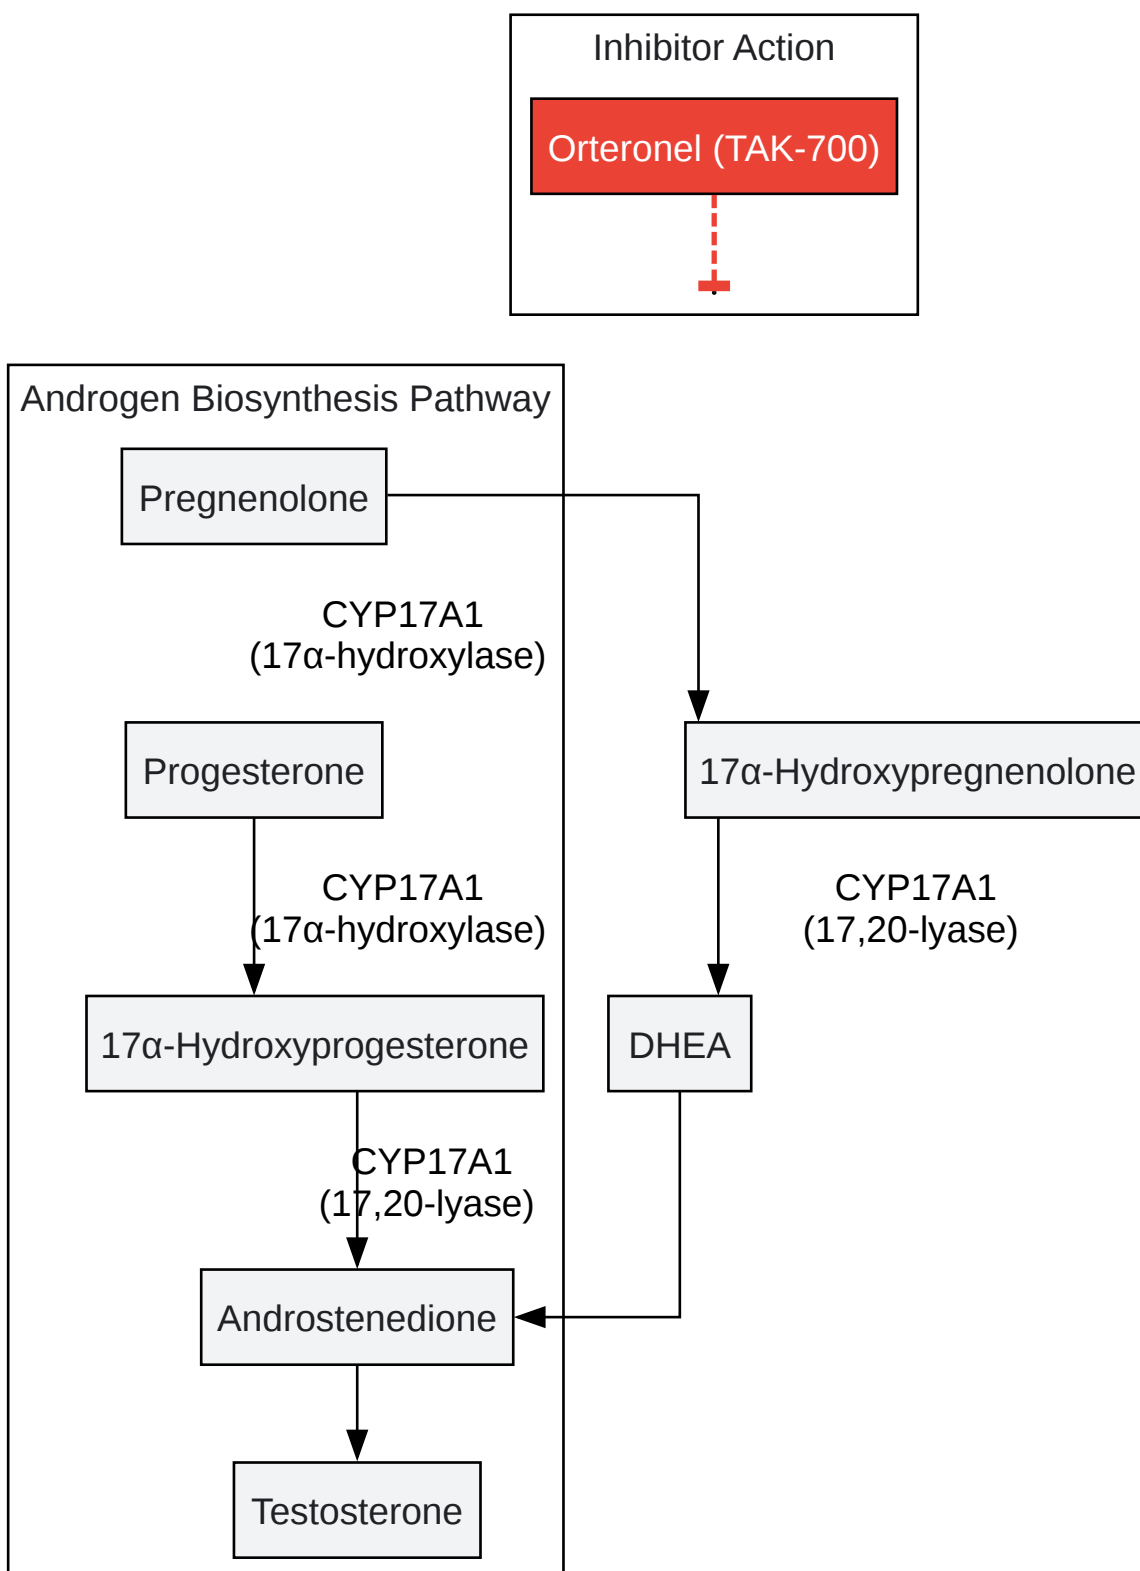 Inhibitor Action
Orteronel (TAK-700)
Androgen Biosynthesis Pathway
Pregnenolone
CYP17A1
(17α-hydroxylase)
Progesterone
17α-Hydroxypregnenolone
CYP17A1
(17α-hydroxylase)
CYP17A1
(17,20-lyase)
17α-Hydroxyprogesterone
DHEA
CYP17A1
(17,20-lyase)
Androstenedione
Testosterone